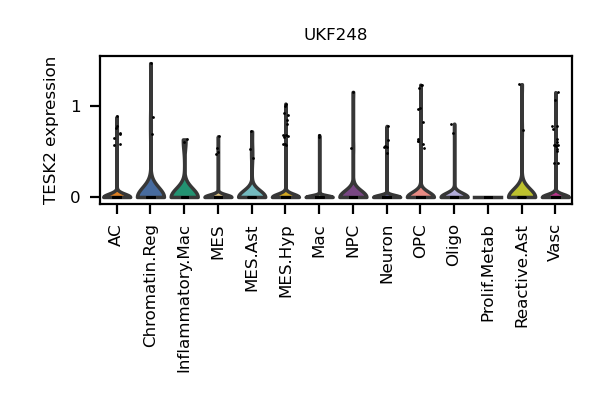 UKF248
TESK2 expression
1
0
AC
Chromatin.Reg
Inflammatory.Mac
MES
MES.Ast
MES.Hyp
Mac
NPC
Neuron
OPC
Oligo
Prolif.Metab
Reactive.Ast
Vasc